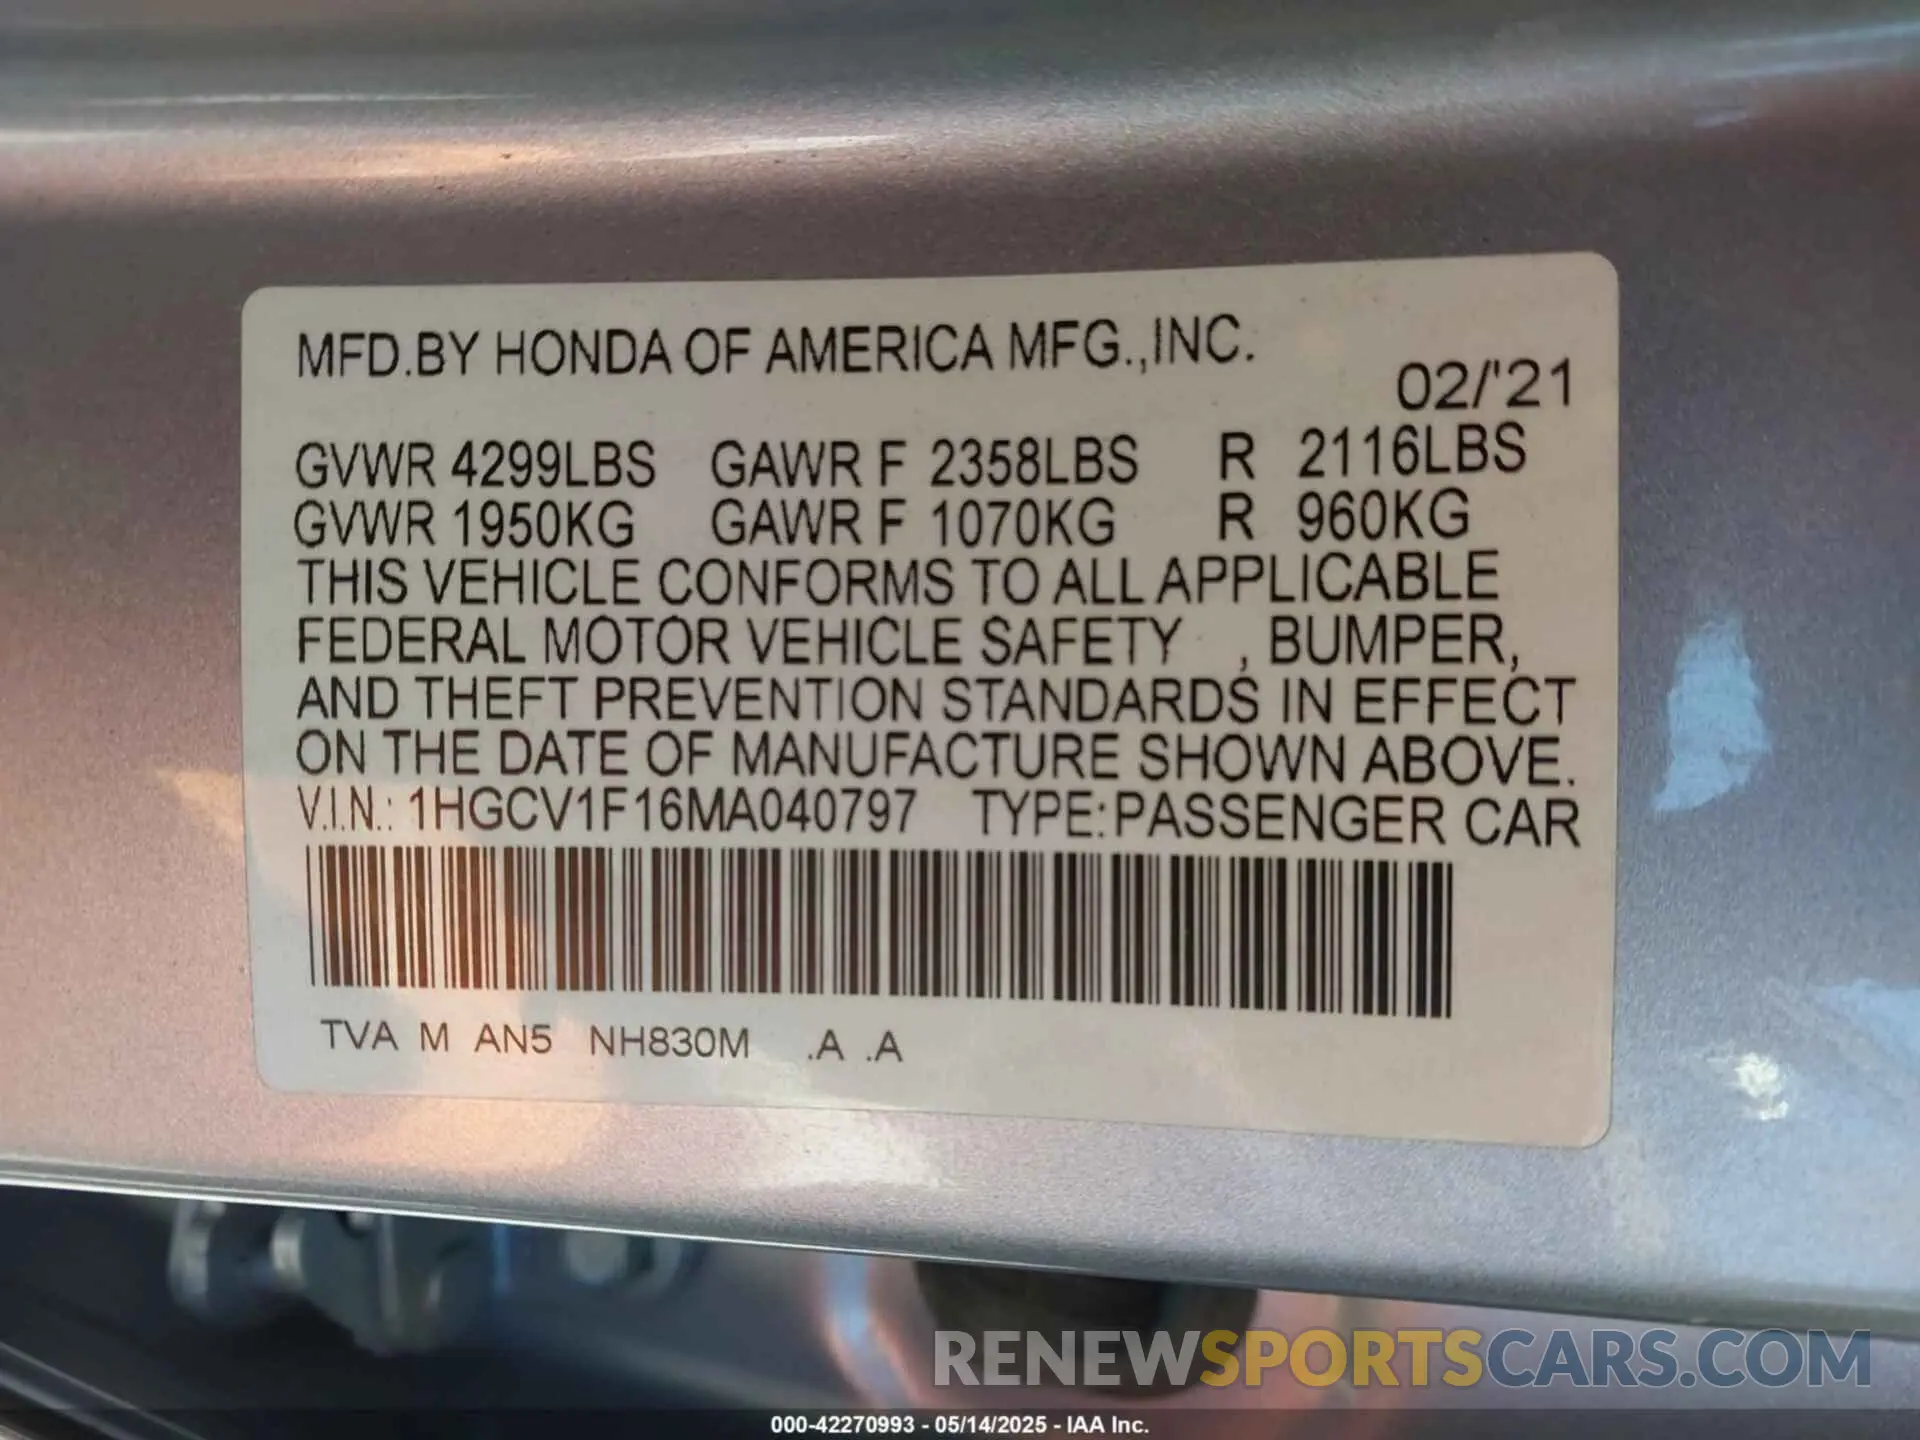 MFD.BY HONDA OF AMERICA MFG.,INC.
02/'21
GVWR 4299LBS GAWR F 2358LBS R 2116LBS
GVWR 1950KG GAWR F 1070KG R 960KG
THIS VEHICLE CONFORMS TO ALL APPLICABLE
FEDERAL MOTOR VEHICLE SAFETY , BUMPER,
AND THEFT PREVENTION STANDARDS IN EFFECT
ON THE DATE OF MANUFACTURE SHOWN ABOVE.
V.I.N.: 1HGCV1F16MA040797 TYPE:PASSENGER CAR
TVA M AN5 NH830M .A .A
RENEWSPORTSCARS.COM
000-42270993 - 05/14/2025 - IAA Inc.